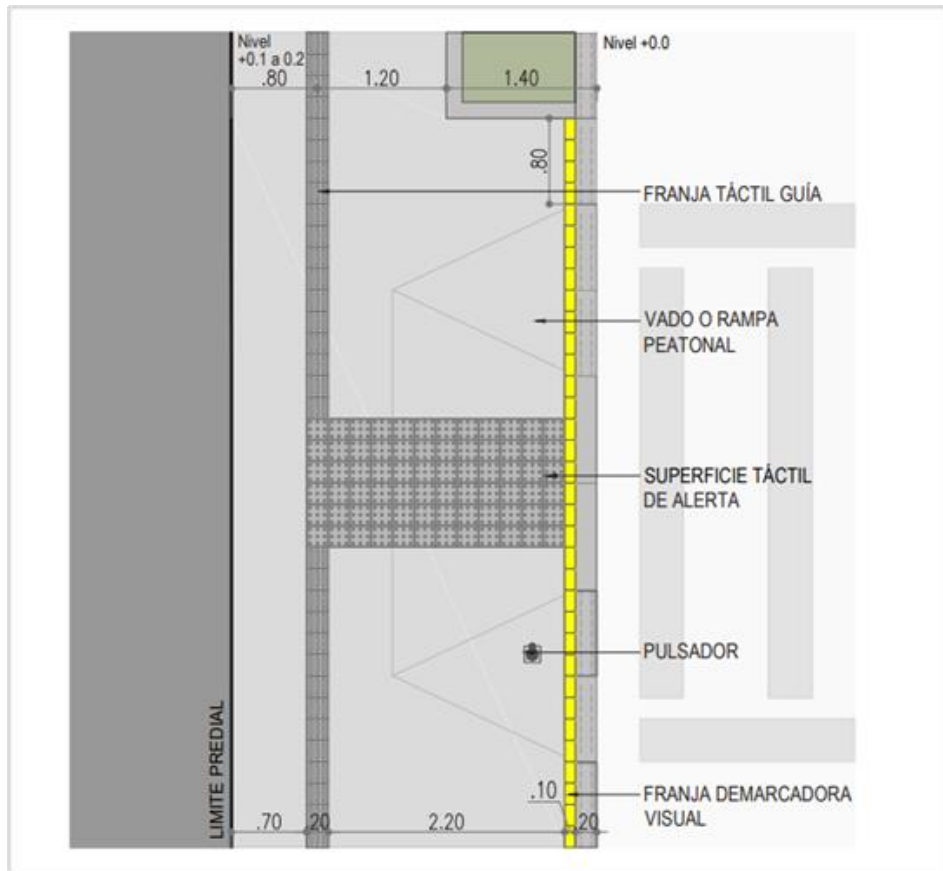 Nivel
+0.1 a 0.2
Nivel +0.0
.80
1.20
1.40
.80
FRANJA TÁCTIL GUÍA
VADO O RAMPA
PEATONAL
SUPERFICIE TÁCTIL
DE ALERTA
PULSADOR
LIMITE PREDIAL
.10
FRANJA DEMARCADORA
VISUAL
.70
.20
2.20
.20